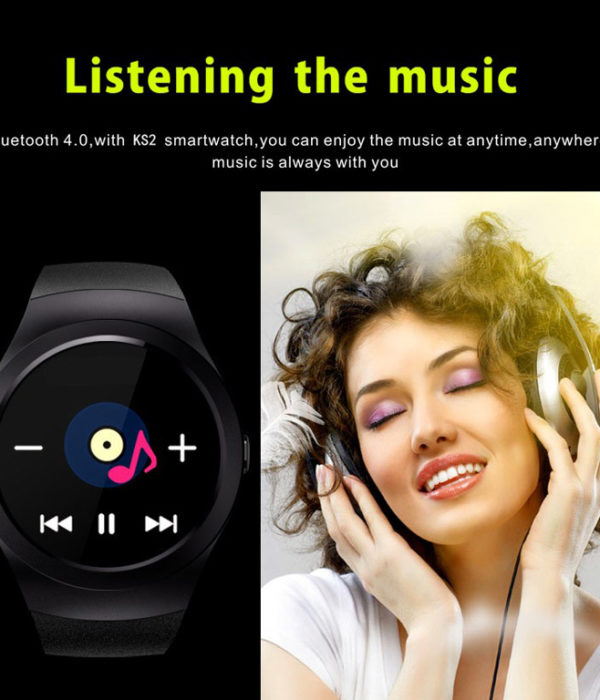 Listening the music
uetooth 4.0,with KS2 smartwatch,you can enjoy the music at anytime,anywher
music is always with you